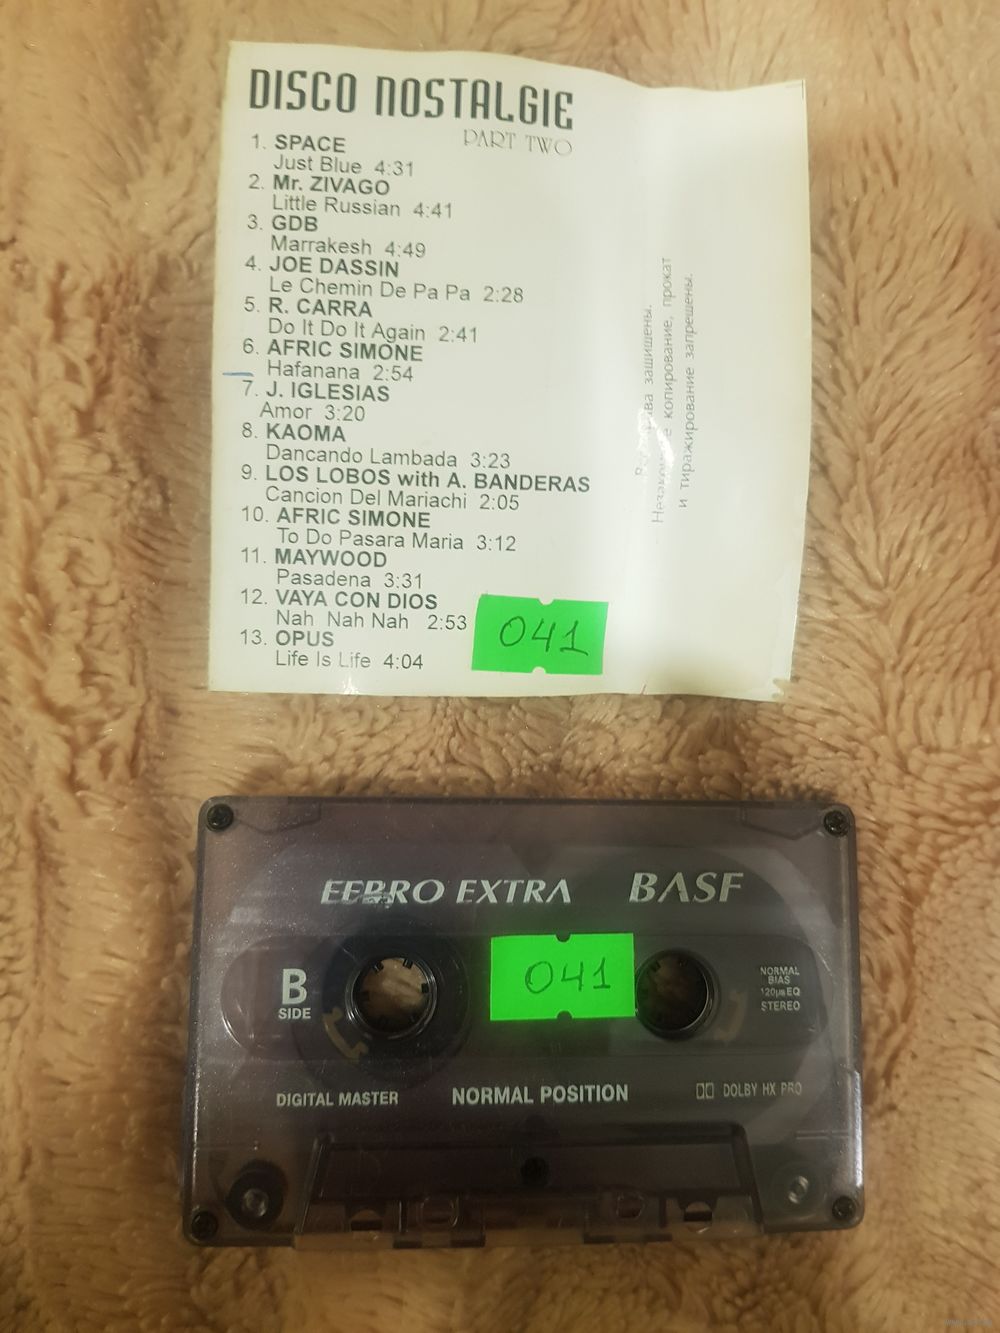 DISCO NOSTALGIE
PART TWO
1. SPACE
Just Blue 4:31
2. Mr. ZIVAGO
Little Russian 4:41
3. GDB
Marrakesh 4:49
4. JOE DASSIN
Le Chemin De Pa Pa 2:28
5. R. CARRA
Do It Do It Again 2:41
6. AFRIC SIMONE
Hafanana 2:54
7. J. IGLESIAS
Amor 3:20
8. KAOMA
Dancando Lambada 3:23
9. LOS LOBOS with A. BANDERAS
Cancion Del Mariachi 2:05
10. AFRIC SIMONE
To Do Pasara Maria 3:12
11. MAYWOOD
Pasadena 3:31
12. VAYA CON DIOS
Nah Nah Nah 2:53
13. OPUS
Life Is Life 4:04
041
защищены.
копирование, прокат
и тиражирование запрещены.
EXTRA BASF
041
B
SIDE
NORMAL
BIAS
120µs EQ
STEREO
DIGITAL MASTER NORMAL POSITION DOLBY HX PRO